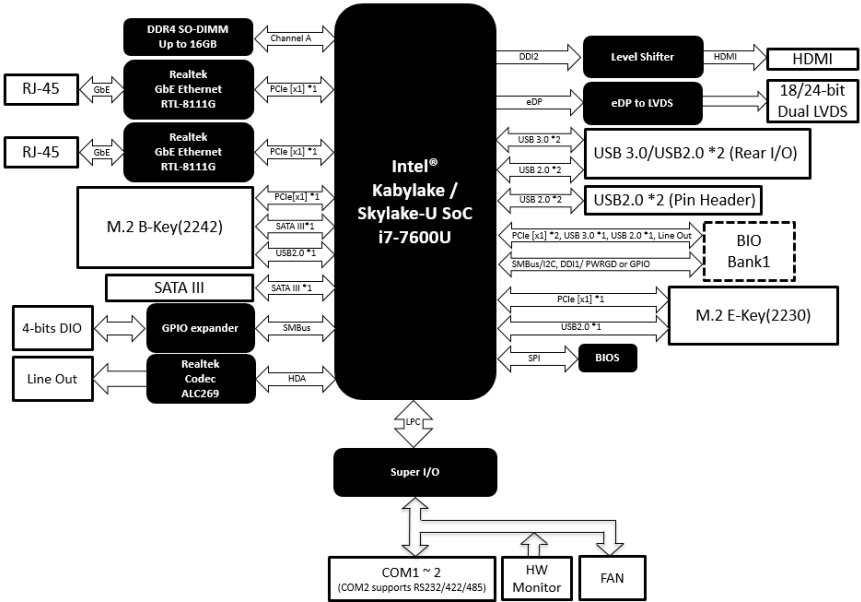 DDR4 SO-DIMM
Up to 16GB
Channel A
RJ-45
GbE
Realtek
GbE Ethernet
RTL-8111G
PCIe [x1] *1
RJ-45
GbE
Realtek
GbE Ethernet
RTL-8111G
PCIe [x1] *1
M.2 B-Key(2242)
PCIe[x1] *1
SATA III*1
USB2.0 *1
SATA III
SATA III *1
4-bits DIO
GPIO expander
SMBus
Line Out
Realtek
Codec
ALC269
HDA
Intel®
Kabylake /
Skylake-U SoC
i7-7600U
DDI2
Level Shifter
HDMI
HDMI
eDP
eDP to LVDS
18/24-bit
Dual LVDS
USB 3.0 *2
USB 2.0 *2
USB 3.0/USB2.0 *2 (Rear I/O)
USB 2.0 *2
USB2.0 *2 (Pin Header)
PCIe [x1] *2, USB 3.0 *1, USB 2.0 *1, Line Out
SMBus/I2C, DDI1/ PWRGD or GPIO
BIO
Bank1
PCIe [x1] *1
USB2.0 *1
M.2 E-Key(2230)
SPI
BIOS
LPC
Super I/O
COM1 ~ 2
(COM2 supports RS232/422/485)
HW
Monitor
FAN